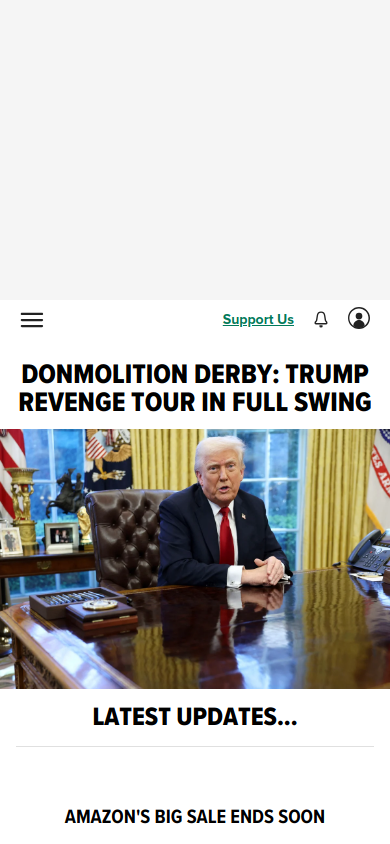 Support Us
DONMOLITION DERBY: TRUMP
REVENGE TOUR IN FULL SWING
LATEST UPDATES...
AMAZON'S BIG SALE ENDS SOON